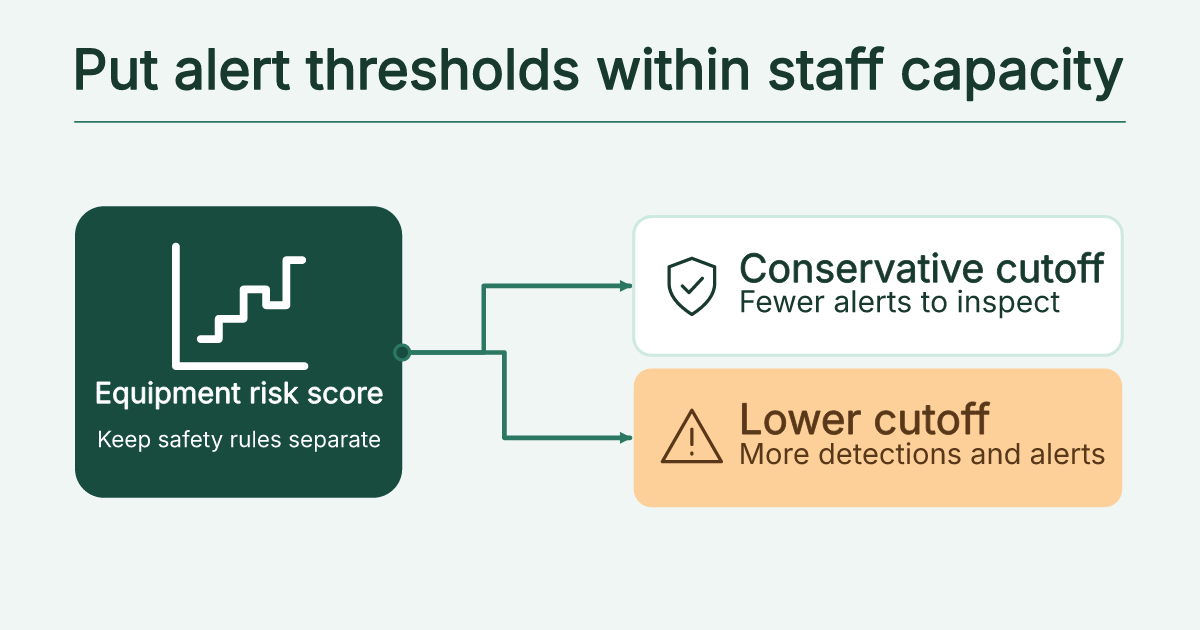 Put alert thresholds within staff capacity
Equipment risk score
Keep safety rules separate
Conservative cutoff
Fewer alerts to inspect
Lower cutoff
More detections and alerts